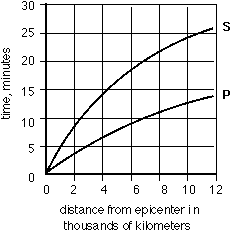 30
25
20
15
10
5
0
time, minutes
S
P
0 2 4 6 8 10 12
distance from epicenter in
thousands of kilometers